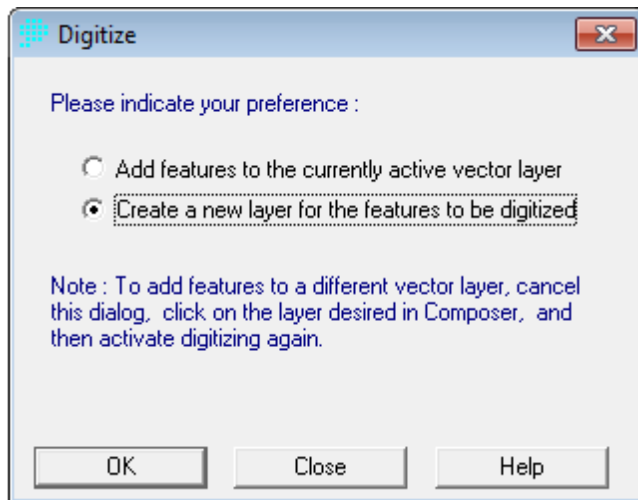 Digitize
Please indicate your preference :
Add features to the currently active vector layer
Create a new layer for the features to be digitized
Note : To add features to a different vector layer, cancel
this dialog, click on the layer desired in Composer, and
then activate digitizing again.
OK Close Help